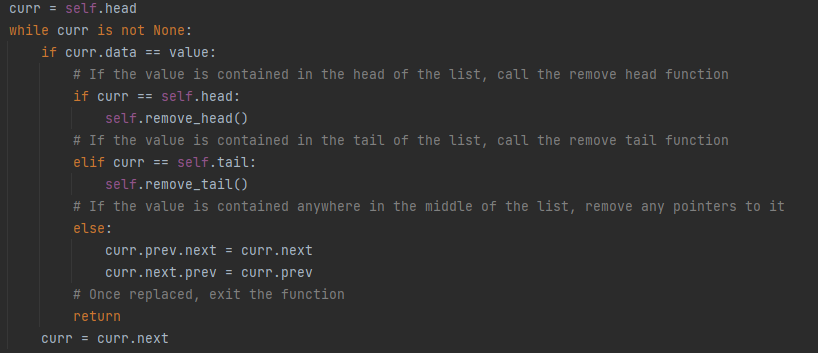 curr = self.head
while curr is not None:
    if curr.data == value:
        # If the value is contained in the head of the list, call the remove head function
        if curr == self.head:
            self.remove_head()
        # If the value is contained in the tail of the list, call the remove tail function
        elif curr == self.tail:
            self.remove_tail()
        # If the value is contained anywhere in the middle of the list, remove any pointers to it
        else:
            curr.prev.next = curr.next
            curr.next.prev = curr.prev
        # Once replaced, exit the function
        return
    curr = curr.next